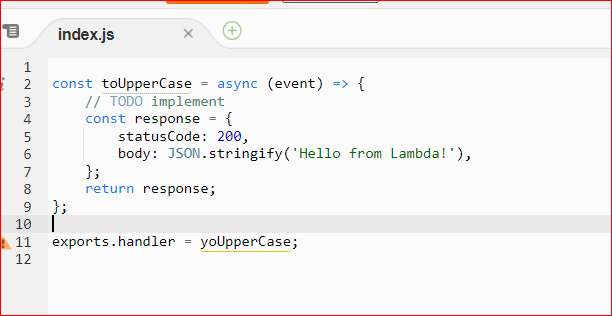 index.js
1
2 const toUpperCase = async (event) => {
3 // TODO implement
4 const response = {
5 statusCode: 200,
6 body: JSON.stringify('Hello from Lambda!'),
7 };
8 return response;
9 };
10
11 exports.handler = yoUpperCase;
12